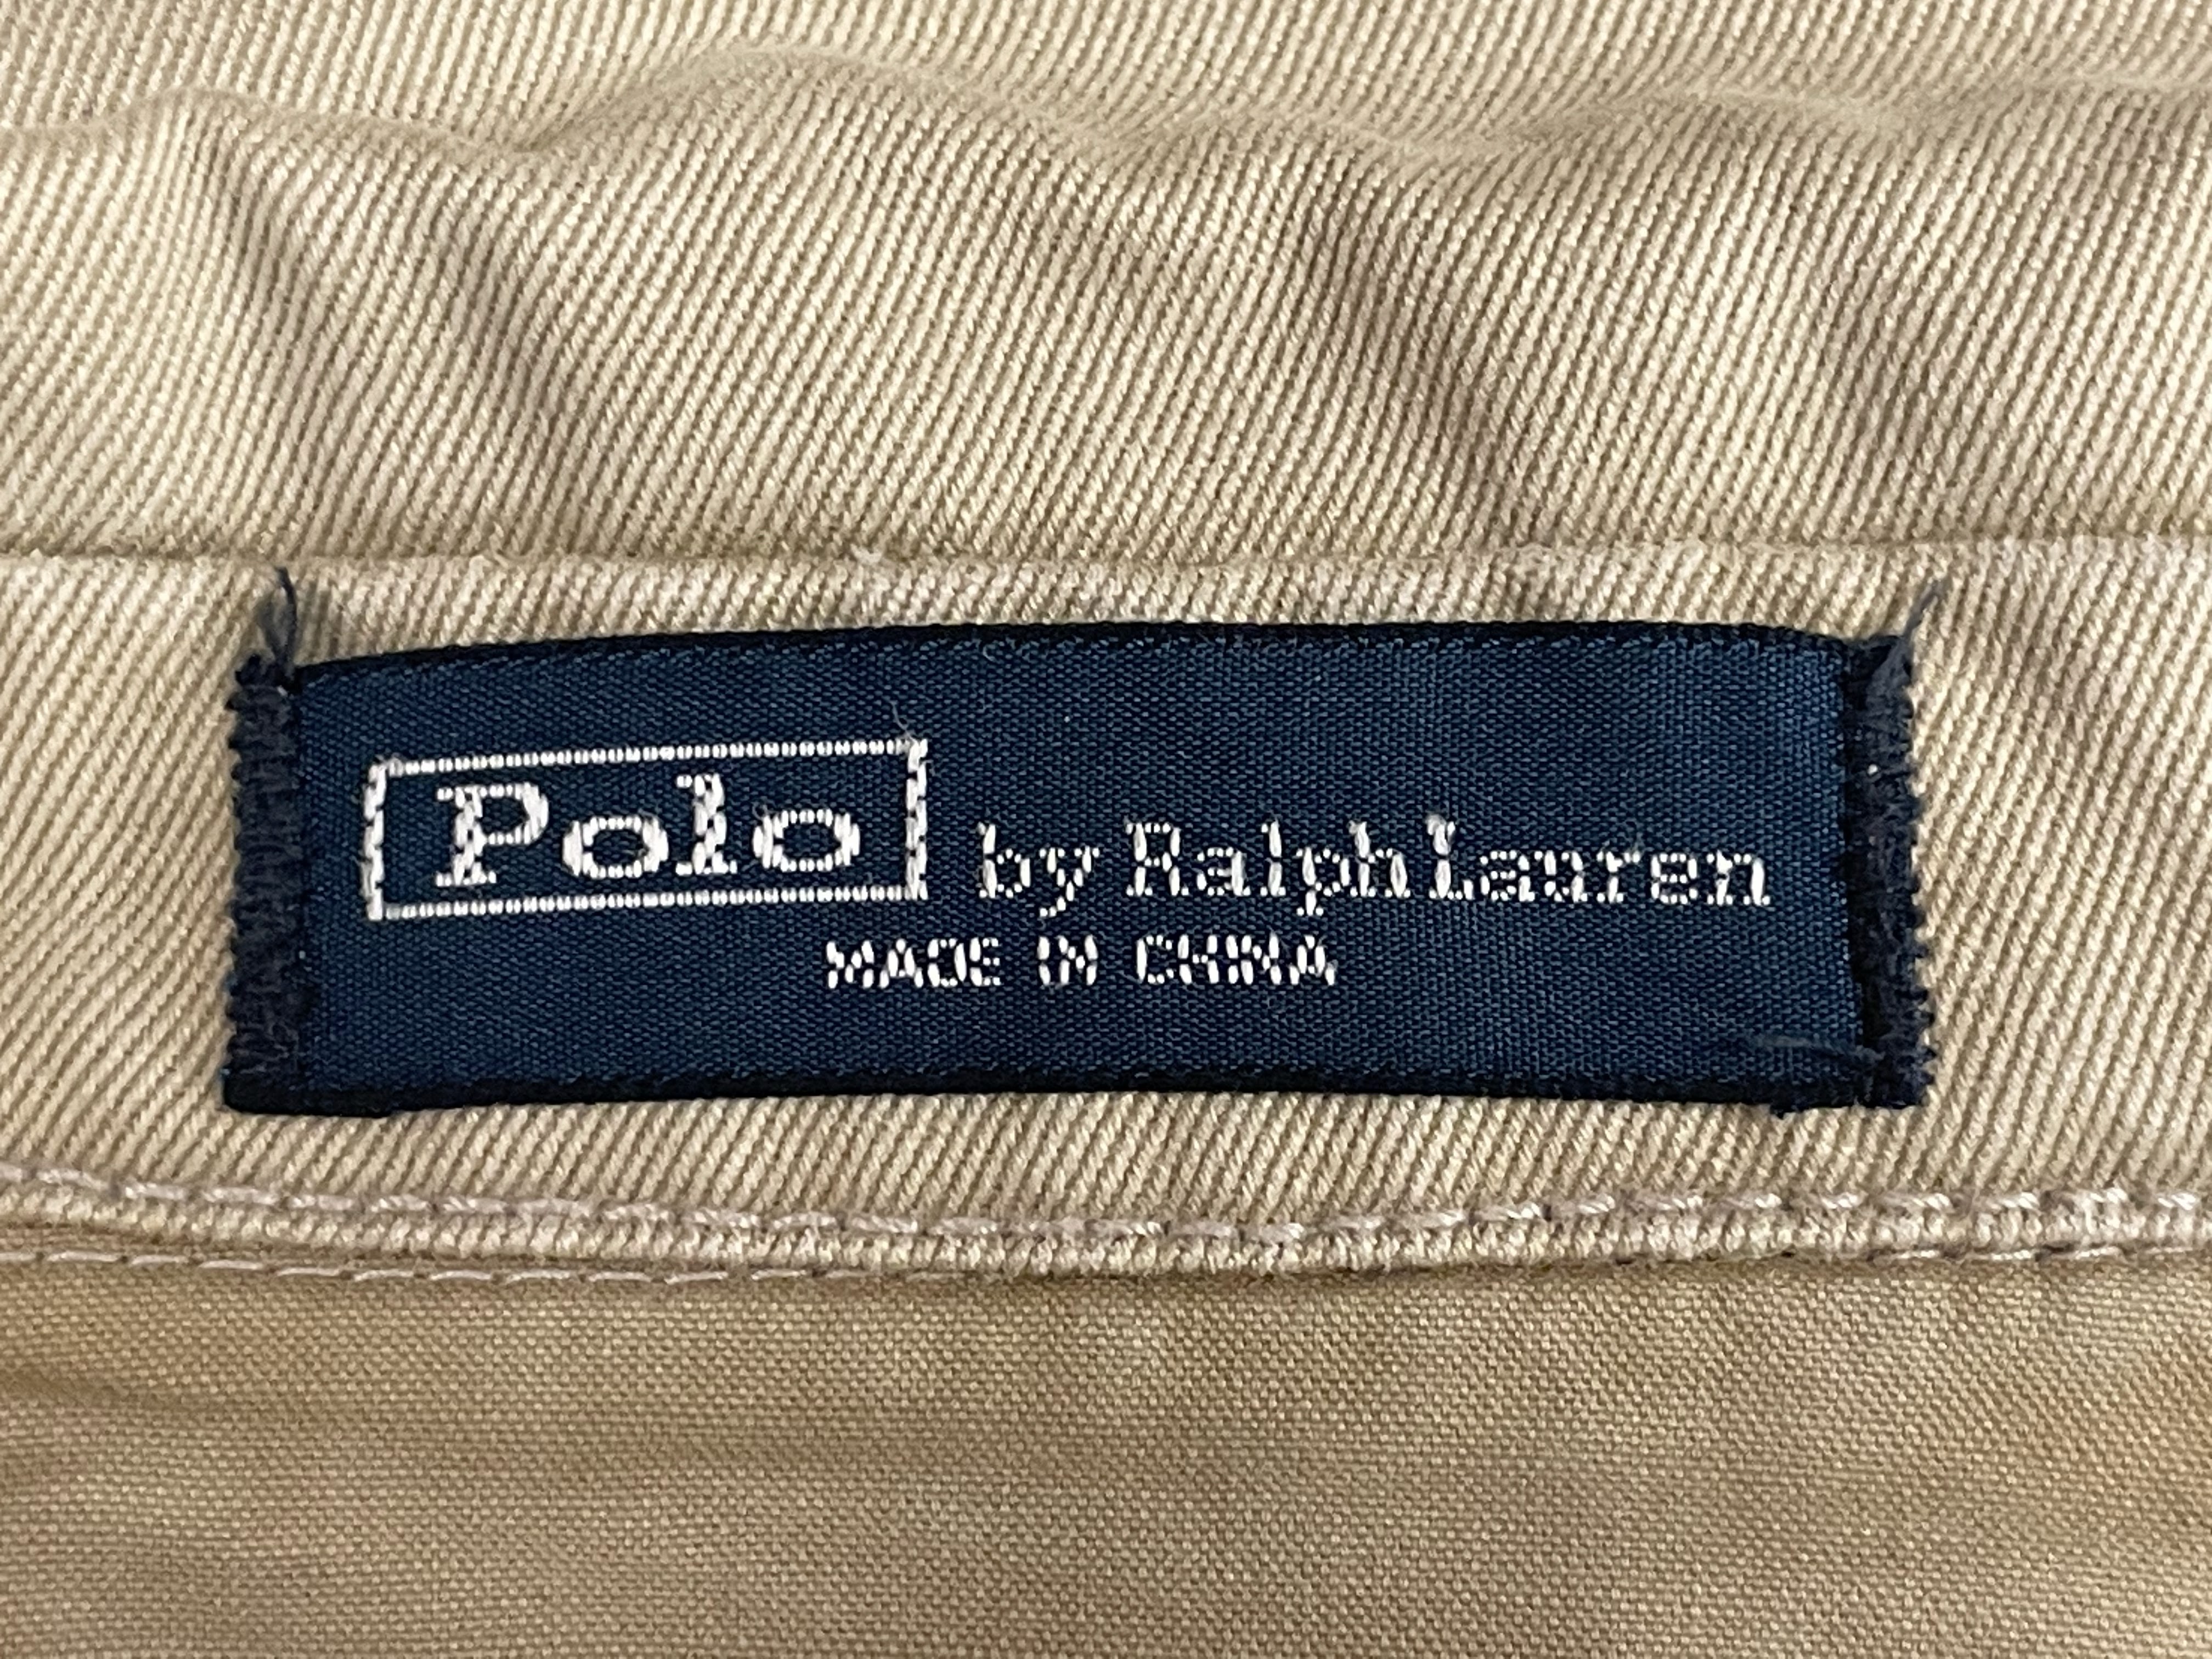 Polo by Ralph Lauren
MADE IN CHINA